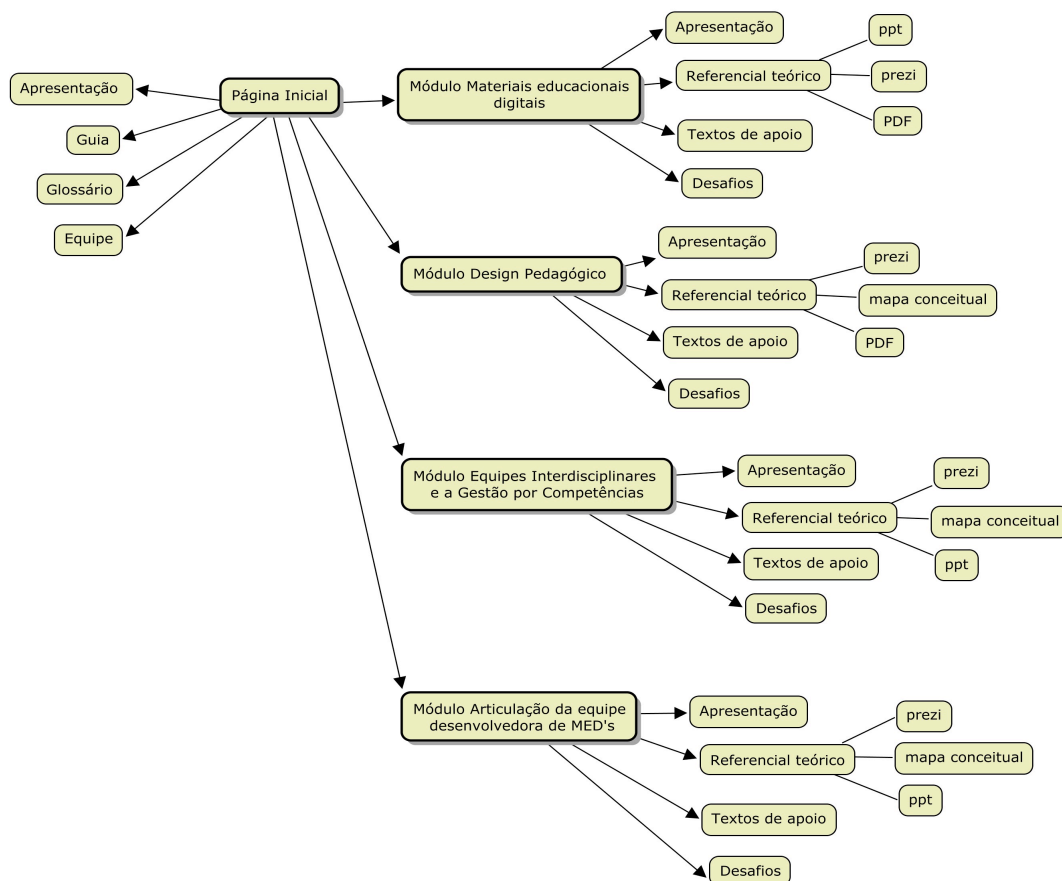 Apresentação
Guia
Glossário
Equipe
Página Inicial
Módulo Materiais educacionais
digitais
Apresentação
Referencial teórico
ppt
prezi
PDF
Textos de apoio
Desafios
Módulo Design Pedagógico
Apresentação
Referencial teórico
prezi
mapa conceitual
PDF
Textos de apoio
Desafios
Módulo Equipes Interdisciplinares
e a Gestão por Competências
Apresentação
Referencial teórico
prezi
mapa conceitual
ppt
Textos de apoio
Desafios
Módulo Articulação da equipe
desenvolvedora de MED's
Apresentação
Referencial teórico
prezi
mapa conceitual
ppt
Textos de apoio
Desafios